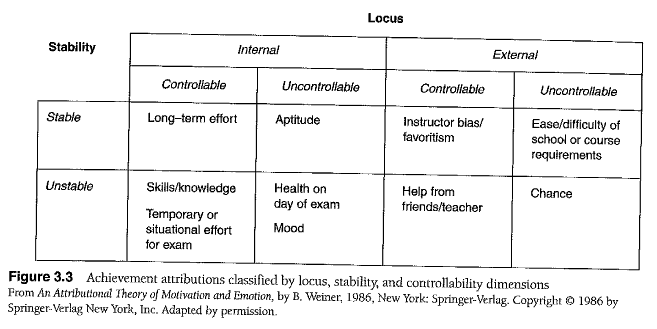 Locus
Stability
Internal
External
Controllable
Uncontrollable
Controllable
Uncontrollable
Stable
Long–term effort
Aptitude
Instructor bias/
favoritism
Ease/difficulty of
school or course
requirements
Unstable
Skills/knowledge
Temporary or
situational effort
for exam
Health on
day of exam
Mood
Help from
friends/teacher
Chance
Figure 3.3 Achievement attributions classified by locus, stability, and controllability dimensions
From An Attributional Theory of Motivation and Emotion, by B. Weiner, 1986, New York: Springer-Verlag. Copyright © 1986 by
Springer-Verlag New York, Inc. Adapted by permission.